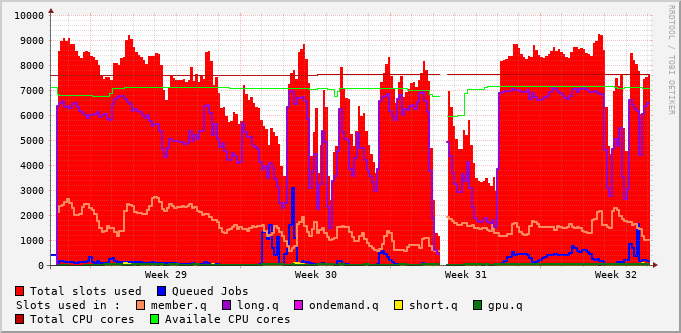 10000
9000
8000
7000
6000
5000
4000
3000
2000
1000
0
Week 29 Week 30 Week 31 Week 32
RRDTOOL / TOBI OETIKER
Total slots used Queued Jobs
Slots used in : member.q long.q ondemand.q short.q gpu.q
Total CPU cores Availale CPU cores